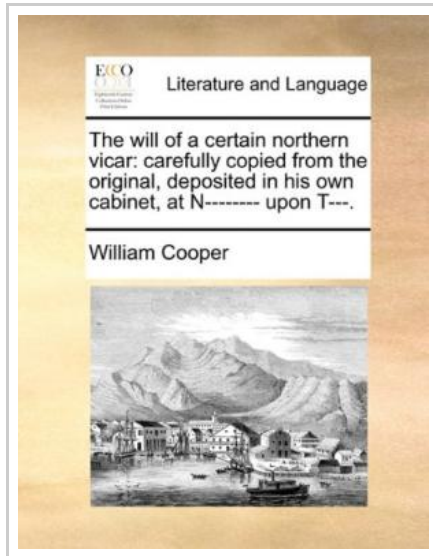 ECCO
Literature and Language
The will of a certain northern
vicar: carefully copied from the
original, deposited in his own
cabinet, at N-------- upon T---.
William Cooper